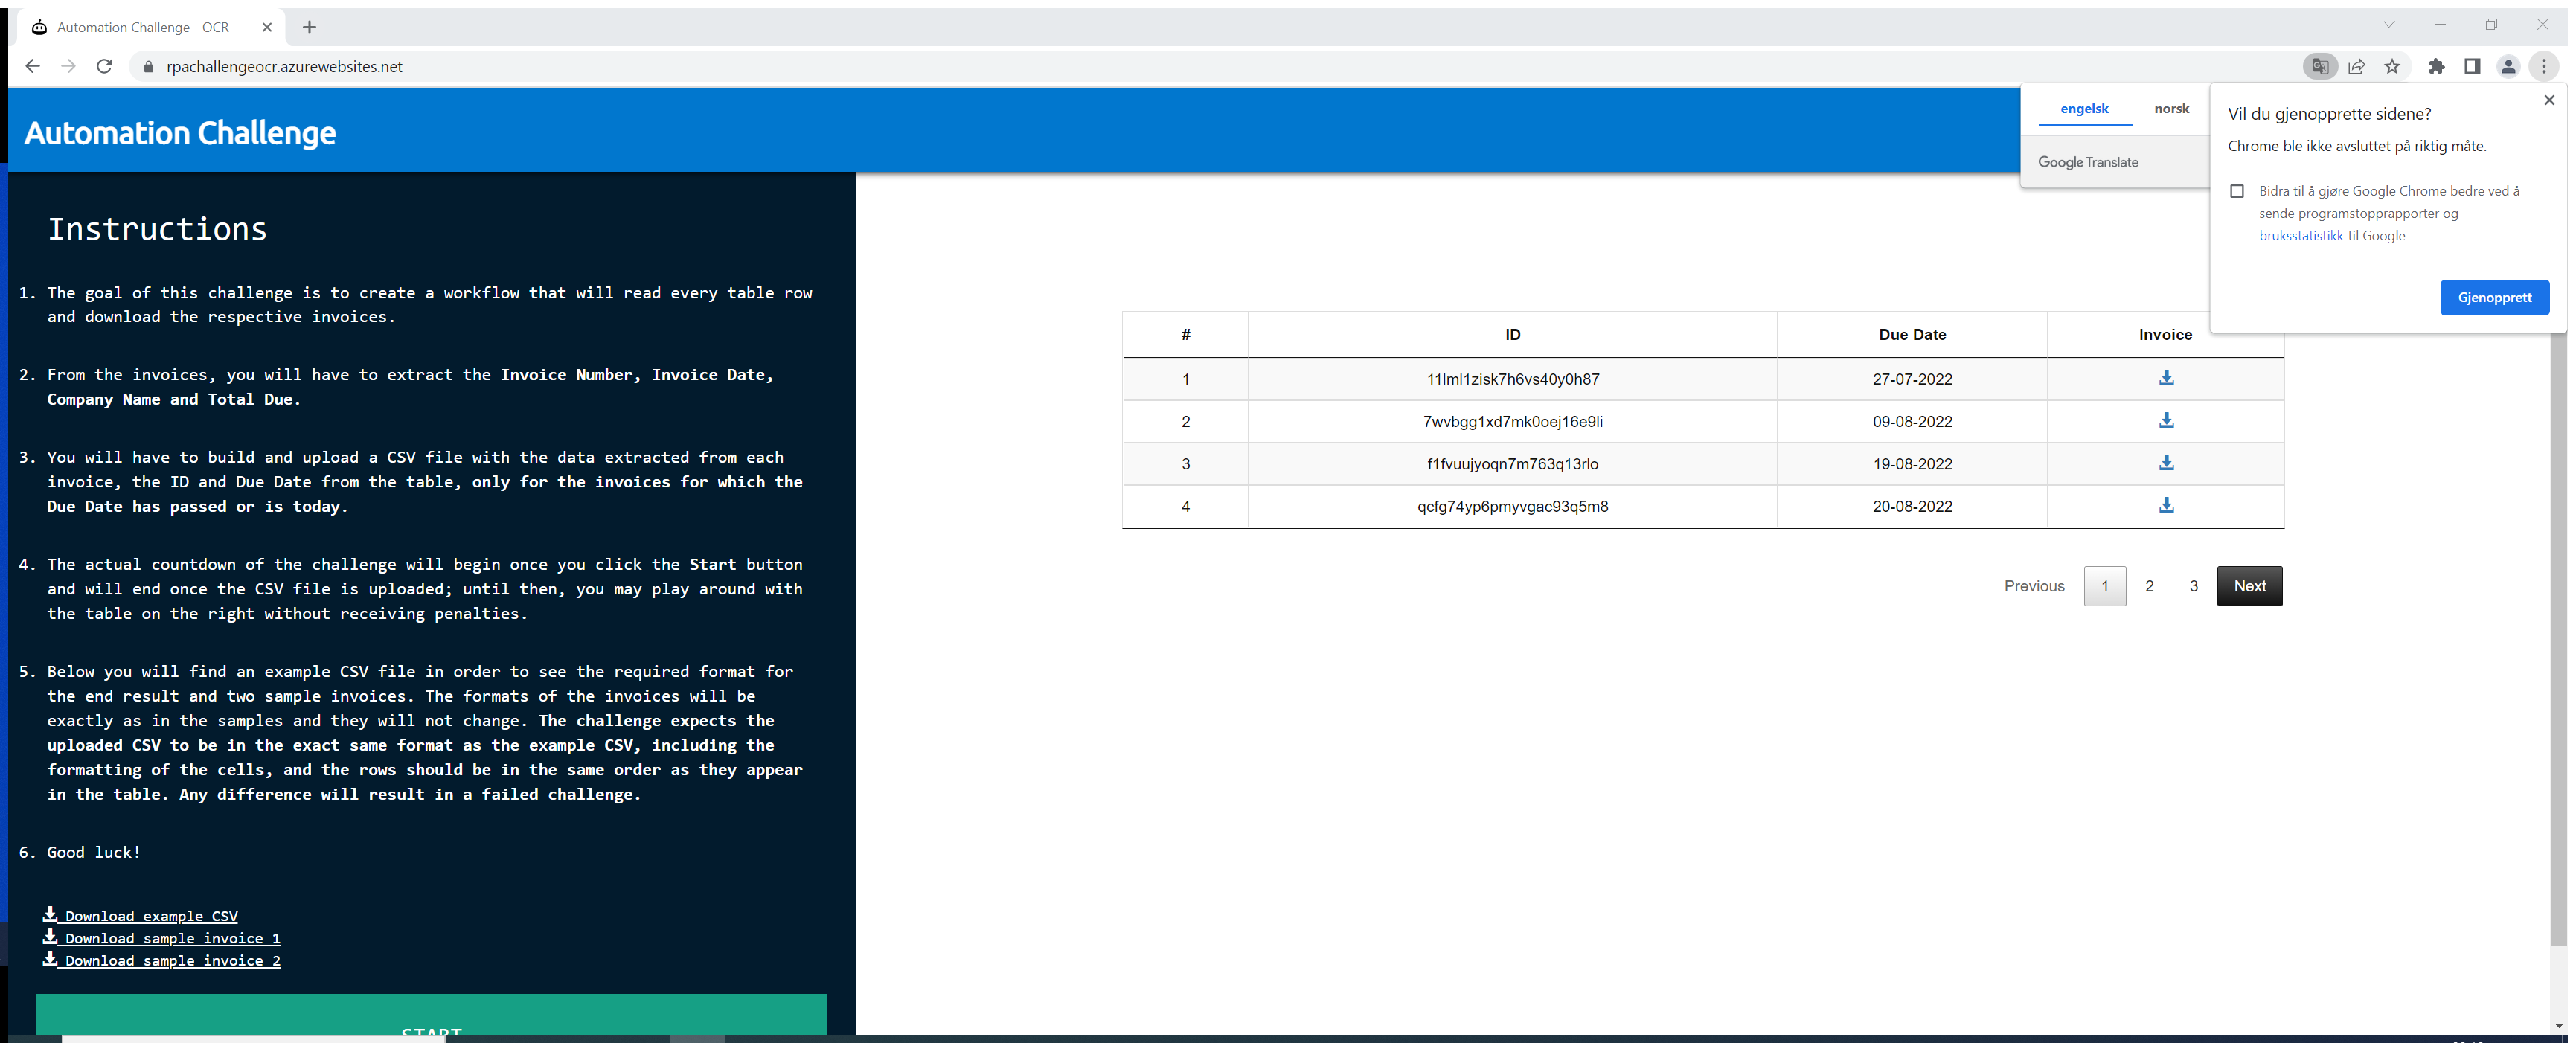 Automation Challenge - OCR
rpachallengeocr.azurewebsites.net
Automation Challenge
engelsk norsk
Google Translate
Vil du gjenopprette sidene?
Chrome ble ikke avsluttet på riktig måte.
Bidra til å gjøre Google Chrome bedre ved å
sende programstopprapporter og
bruksstatistikk til Google
Gjenopprett
Instructions
1. The goal of this challenge is to create a workflow that will read every table row
and download the respective invoices.
2. From the invoices, you will have to extract the Invoice Number, Invoice Date,
Company Name and Total Due.
3. You will have to build and upload a CSV file with the data extracted from each
invoice, the ID and Due Date from the table, only for the invoices for which the
Due Date has passed or is today.
4. The actual countdown of the challenge will begin once you click the Start button
and will end once the CSV file is uploaded; until then, you may play around with
the table on the right without receiving penalties.
5. Below you will find an example CSV file in order to see the required format for
the end result and two sample invoices. The formats of the invoices will be
exactly as in the samples and they will not change. The challenge expects the
uploaded CSV to be in the exact same format as the example CSV, including the
formatting of the cells, and the rows should be in the same order as they appear
in the table. Any difference will result in a failed challenge.
6. Good luck!
Download example CSV
Download sample invoice 1
Download sample invoice 2
START
# ID Due Date Invoice
1 11lml1zisk7h6vs40y0h87 27-07-2022
2 7wvbgg1xd7mk0oej16e9li 09-08-2022
3 f1fvuujyoqn7m763q13rlo 19-08-2022
4 qcfg74yp6pmyvgac93q5m8 20-08-2022
Previous 1 2 3 Next